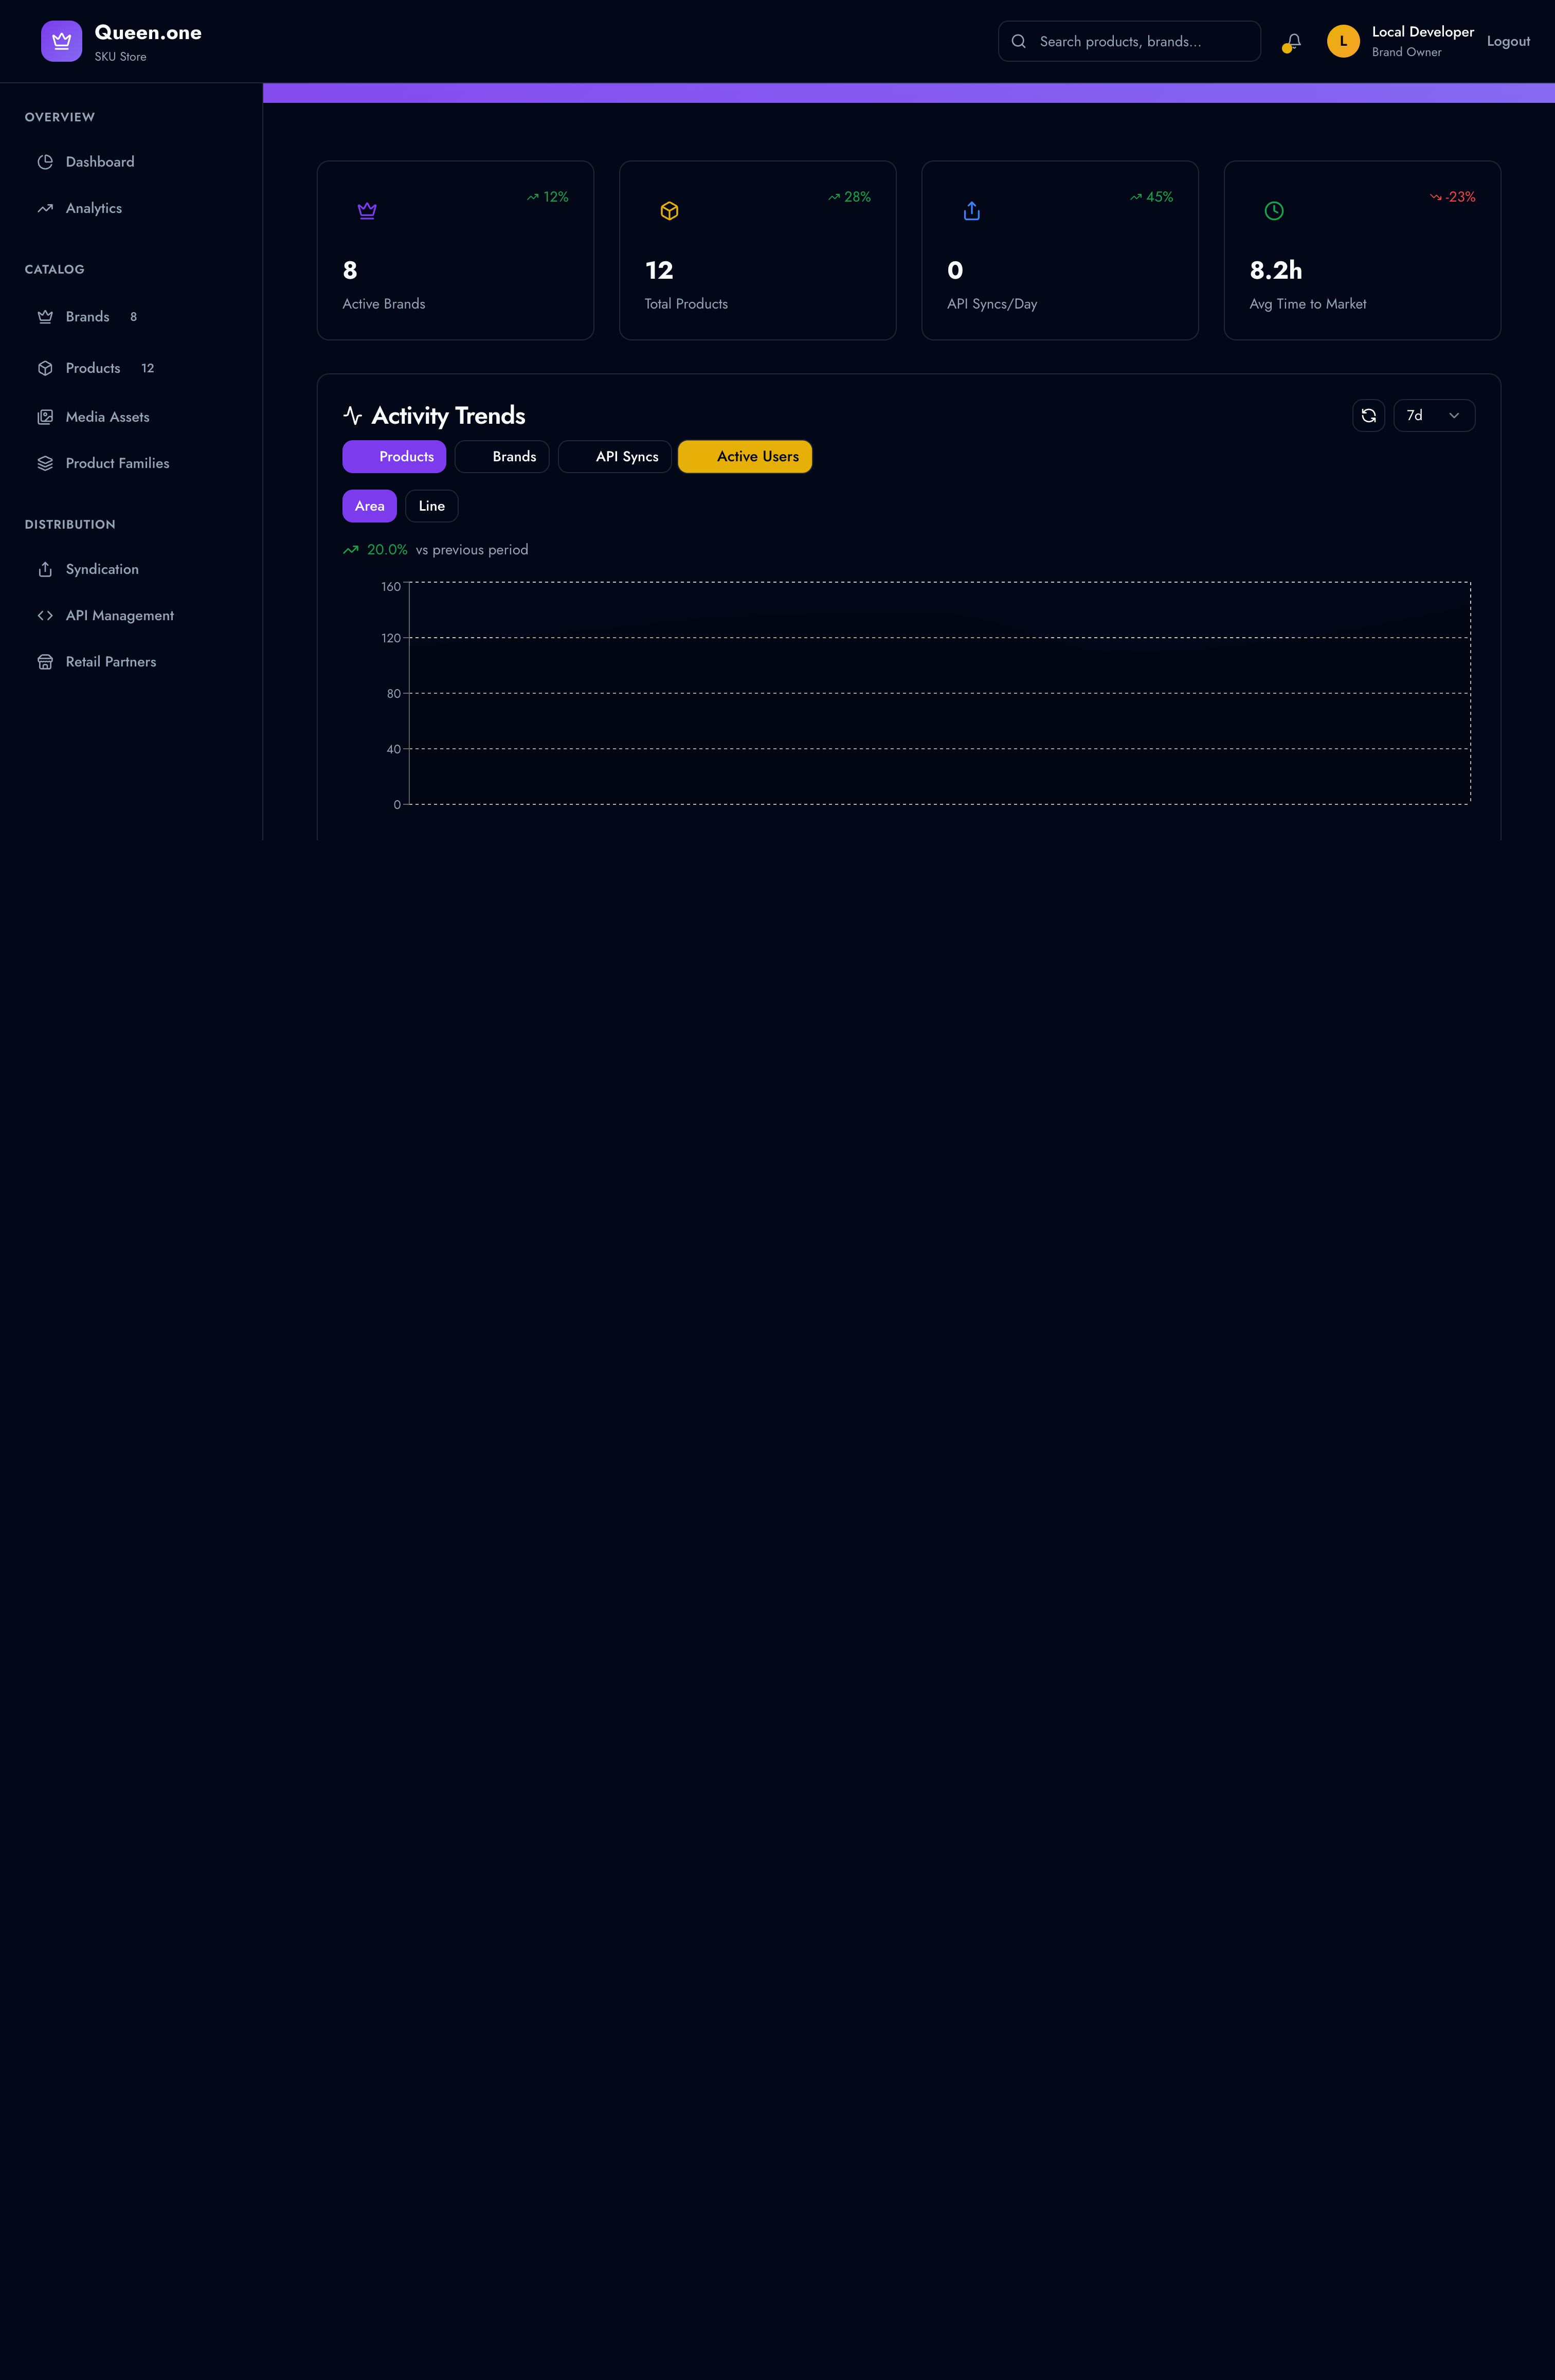 Queen.one
SKU Store
Search products, brands...
L
Local Developer
Brand Owner
Logout
OVERVIEW
Dashboard
Analytics
CATALOG
Brands 8
Products 12
Media Assets
Product Families
DISTRIBUTION
Syndication
API Management
Retail Partners
12%
8
Active Brands
28%
12
Total Products
45%
0
API Syncs/Day
-23%
8.2h
Avg Time to Market
Activity Trends
7d
Products Brands API Syncs Active Users
Area Line
20.0% vs previous period
160
120
80
40
0